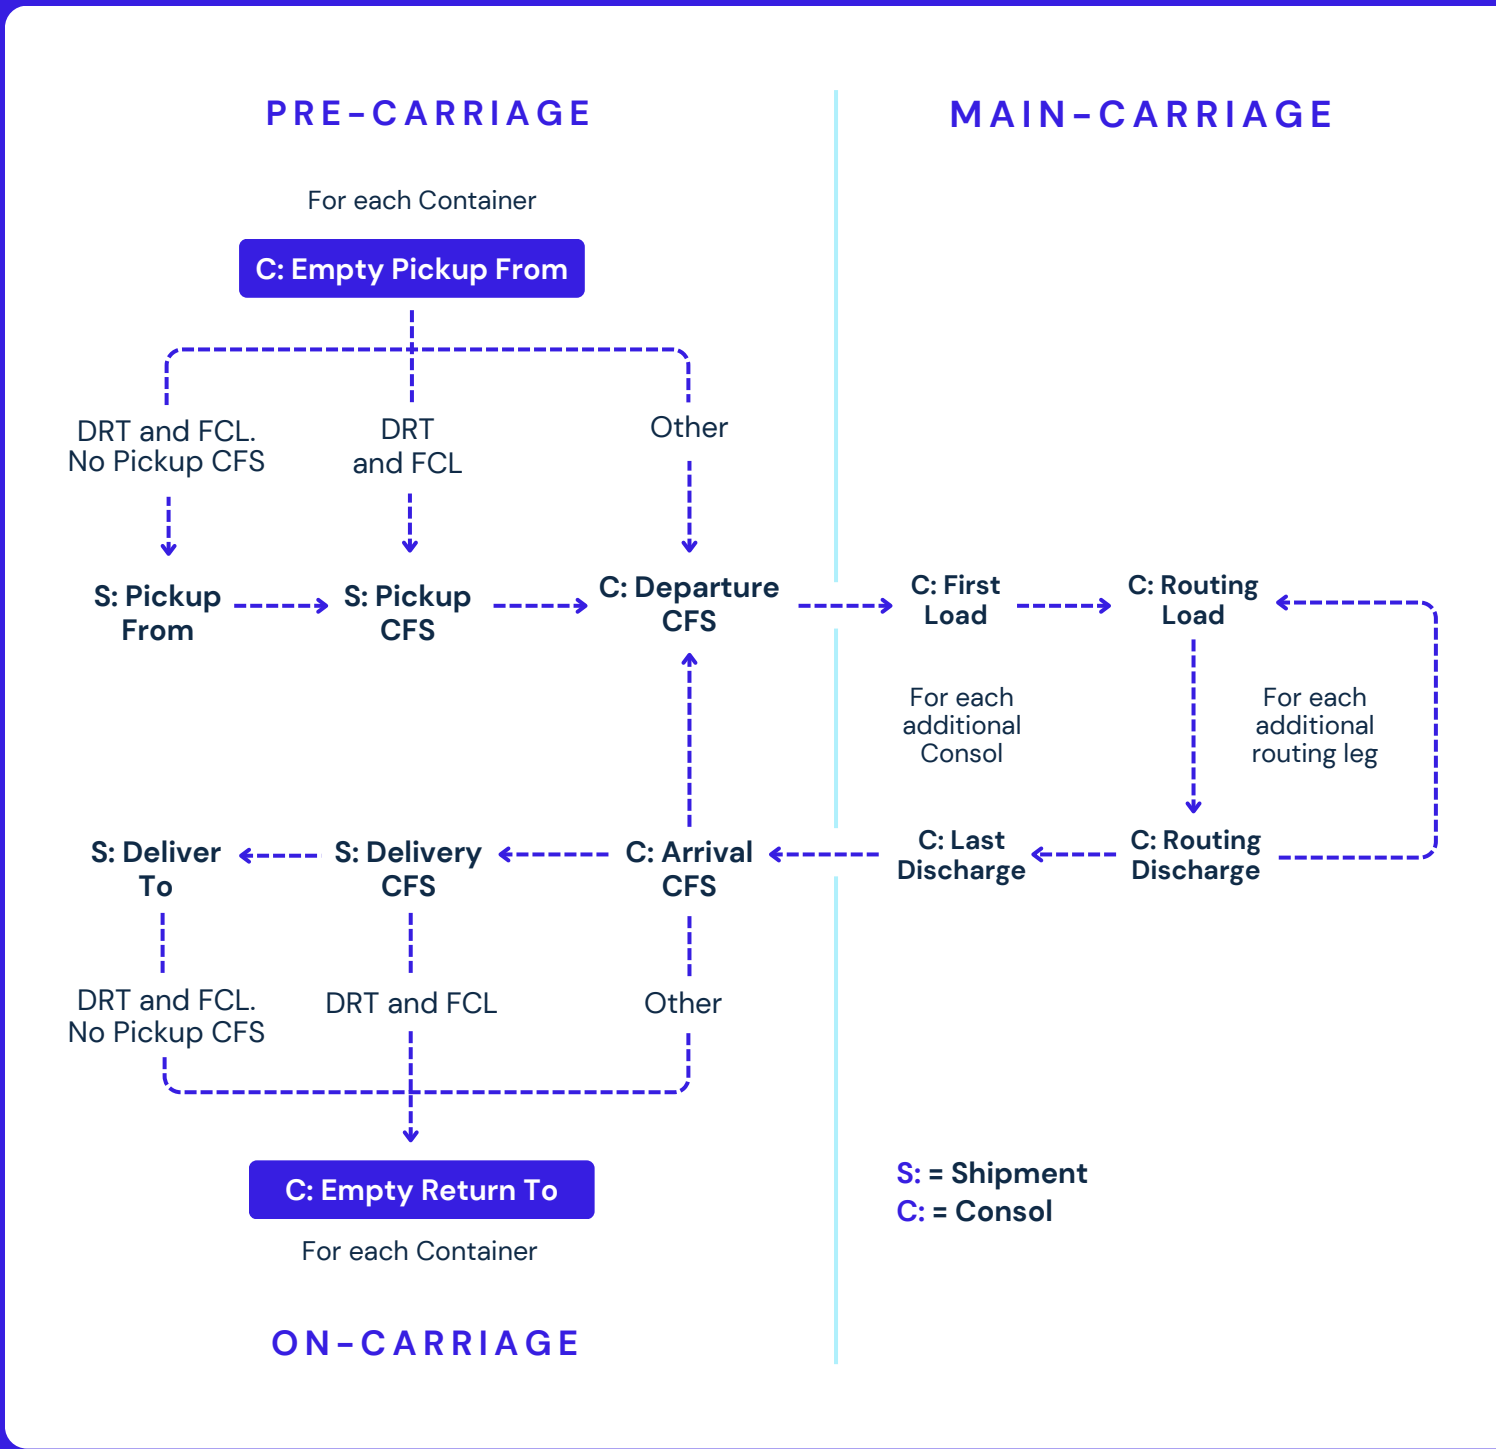 PRE-CARRIAGE
MAIN-CARRIAGE
For each Container
C: Empty Pickup From
DRT and FCL.
No Pickup CFS
DRT
and FCL
Other
S: Pickup
From
S: Pickup
CFS
C: Departure
CFS
C: First
Load
C: Routing
Load
For each
additional
Consol
For each
additional
routing leg
S: Deliver
To
S: Delivery
CFS
C: Arrival
CFS
C: Last
Discharge
C: Routing
Discharge
DRT and FCL.
No Pickup CFS
DRT and FCL
Other
C: Empty Return To
For each Container
S: = Shipment
C: = Consol
ON-CARRIAGE